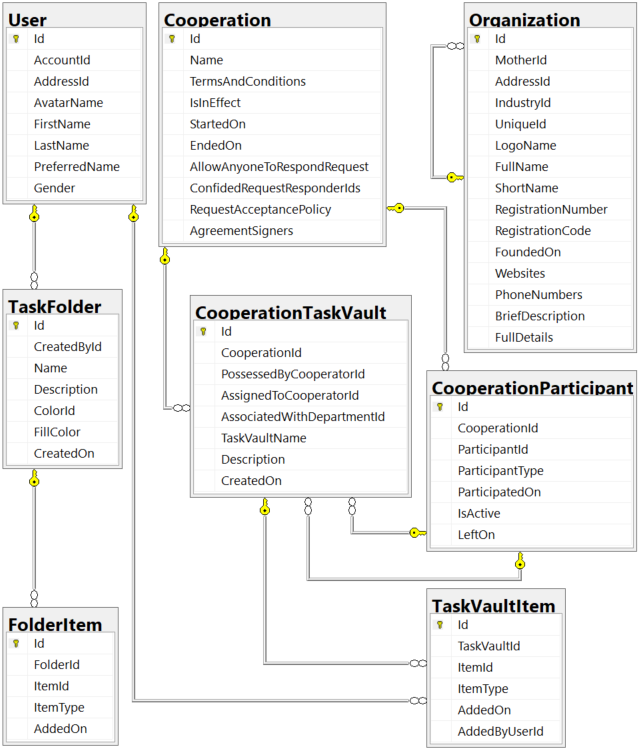 User
Id
AccountId
AddressId
AvatarName
FirstName
LastName
PreferredName
Gender
Cooperation
Id
Name
TermsAndConditions
IsInEffect
StartedOn
EndedOn
AllowAnyoneToRespondRequest
ConfidedRequestResponderIds
RequestAcceptancePolicy
AgreementSigners
Organization
Id
MotherId
AddressId
IndustryId
UniqueId
LogoName
FullName
ShortName
RegistrationNumber
RegistrationCode
FoundedOn
Websites
PhoneNumbers
BriefDescription
FullDetails
TaskFolder
Id
CreatedById
Name
Description
ColorId
FillColor
CreatedOn
CooperationTaskVault
Id
CooperationId
PossessedByCooperatorId
AssignedToCooperatorId
AssociatedWithDepartmentId
TaskVaultName
Description
CreatedOn
CooperationParticipant
Id
CooperationId
ParticipantId
ParticipantType
ParticipatedOn
IsActive
LeftOn
FolderItem
Id
FolderId
ItemId
ItemType
AddedOn
TaskVaultItem
Id
TaskVaultId
ItemId
ItemType
AddedOn
AddedByUserId